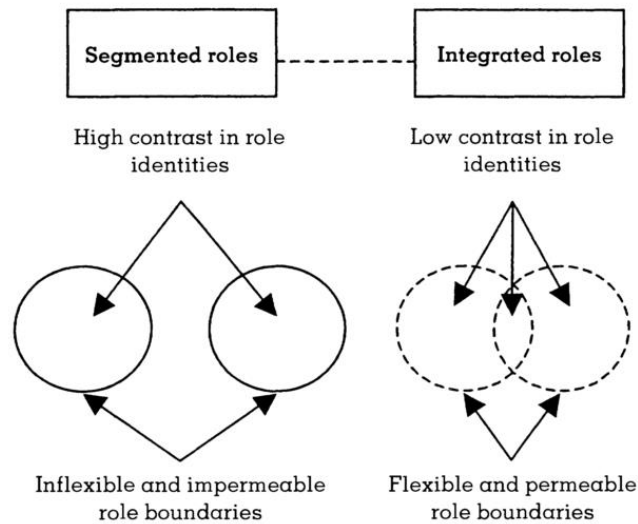 Segmented roles
Integrated roles
High contrast in role
identities
Low contrast in role
identities
Inflexible and impermeable
role boundaries
Flexible and permeable
role boundaries